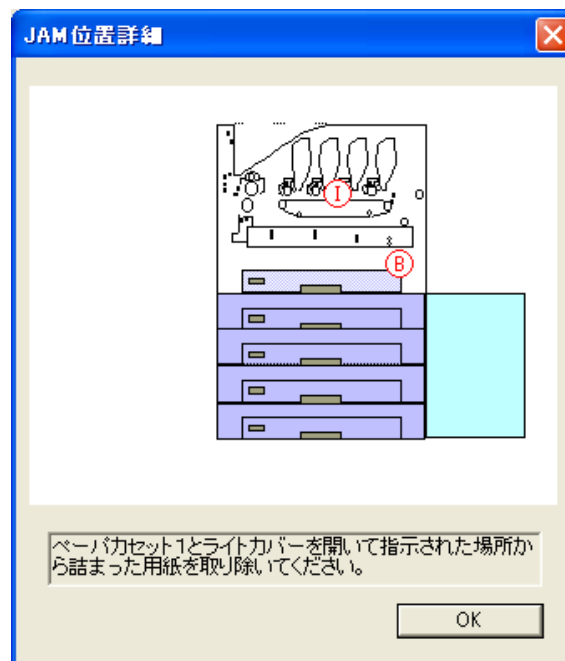 JAM位置詳細
I
B
ペーパカセット1とライトカバーを開いて指示された場所か
ら詰まった用紙を取り除いてください。
OK